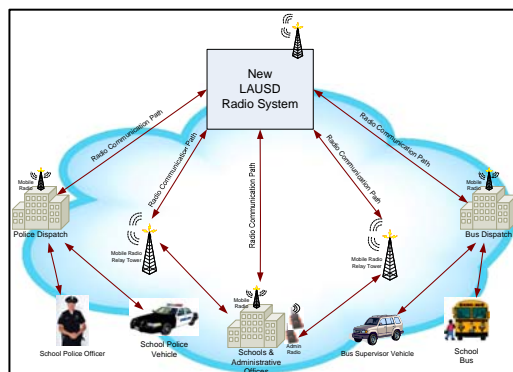 New
LAUSD
Radio System
Radio Communication Path
Radio Communication Path
Radio Communication Path
Radio Communication Path
Radio Communication Path
Mobile Radio
Police Dispatch
Mobile Radio
Bus Dispatch
Mobile Radio
Relay Tower
Mobile Radio
Relay Tower
Mobile Radio
Schools &
Administrative
Offices
Admin
Radio
School Police Officer
School Police
Vehicle
Bus Supervisor Vehicle
School
Bus